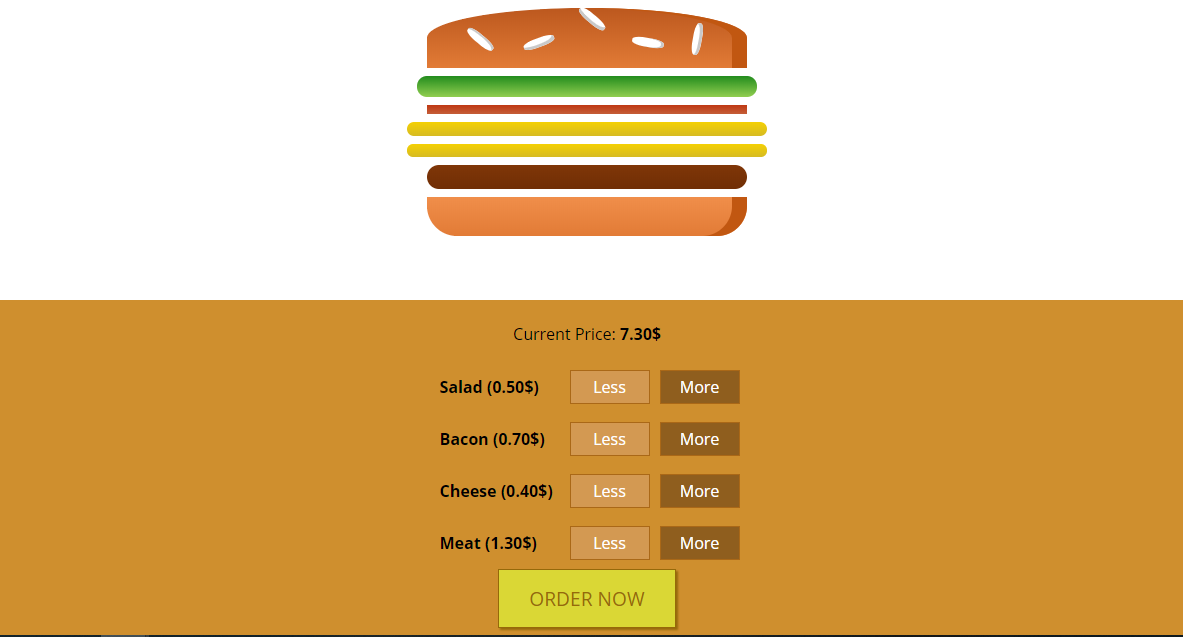 Current Price: 7.30$
Salad (0.50$) Less More
Bacon (0.70$) Less More
Cheese (0.40$) Less More
Meat (1.30$) Less More
ORDER NOW